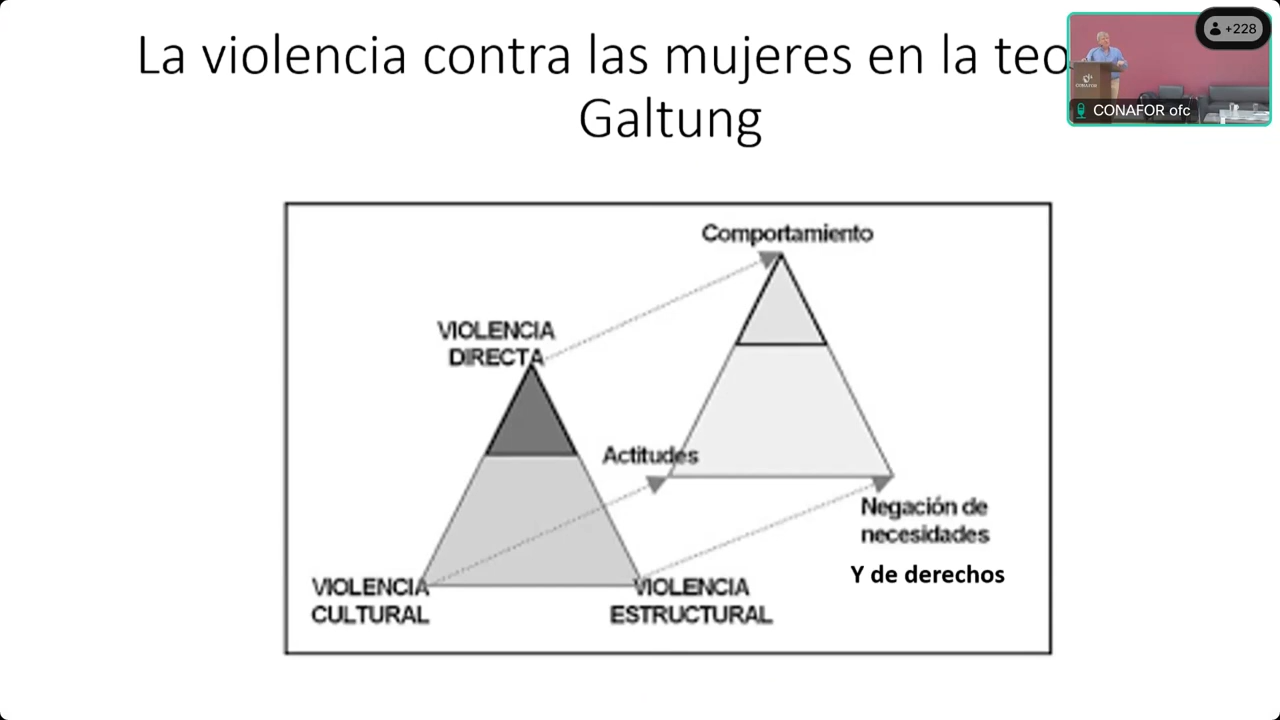 La violencia contra las mujeres en la teo
Galtung
+228
CONAFOR
CONAFOR ofc
Comportamiento
VIOLENCIA
DIRECTA
Actitudes
Negación de
necesidades
Y de derechos
VIOLENCIA
CULTURAL
VIOLENCIA
ESTRUCTURAL